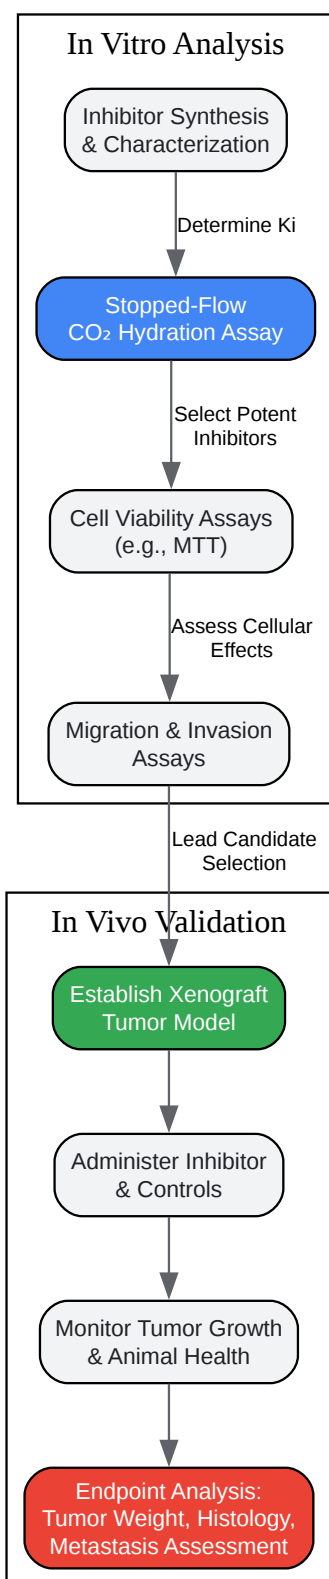 In Vitro Analysis
Inhibitor Synthesis
& Characterization
Determine Ki
Stopped-Flow
CO₂ Hydration Assay
Select Potent
Inhibitors
Cell Viability Assays
(e.g., MTT)
Assess Cellular
Effects
Migration & Invasion
Assays
Lead Candidate
Selection
In Vivo Validation
Establish Xenograft
Tumor Model
Administer Inhibitor
& Controls
Monitor Tumor Growth
& Animal Health
Endpoint Analysis:
Tumor Weight, Histology,
Metastasis Assessment